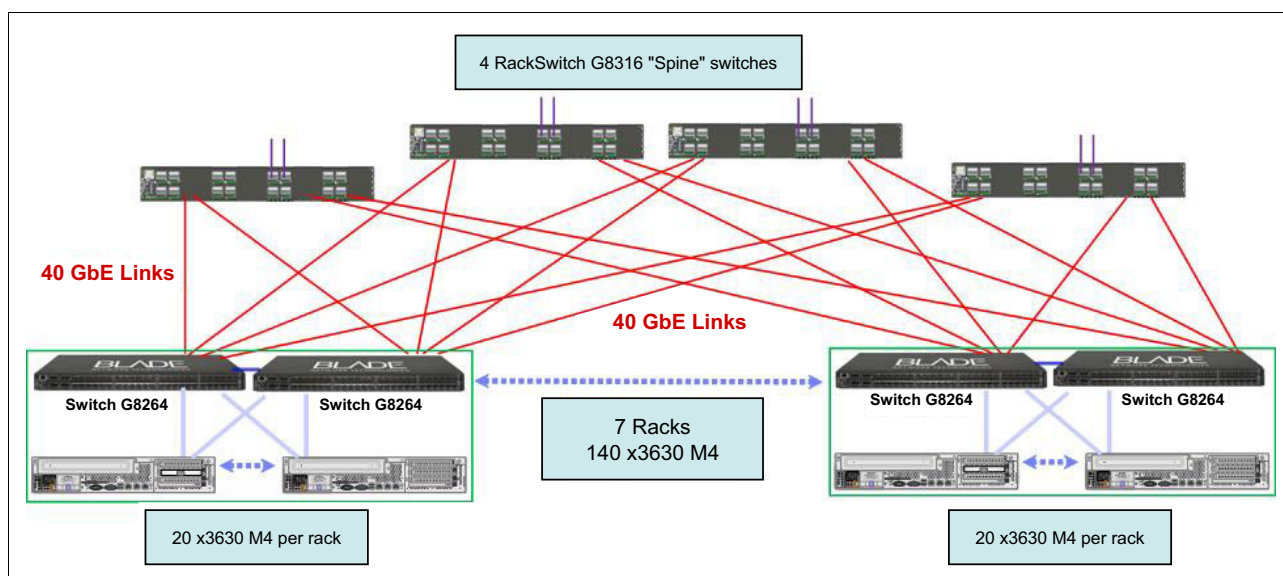 4 RackSwitch G8316 "Spine" switches
40 GbE Links
40 GbE Links
BLADE
BLADE
BLADE
BLADE
Switch G8264
Switch G8264
Switch G8264
Switch G8264
7 Racks
140 x3630 M4
20 x3630 M4 per rack
20 x3630 M4 per rack